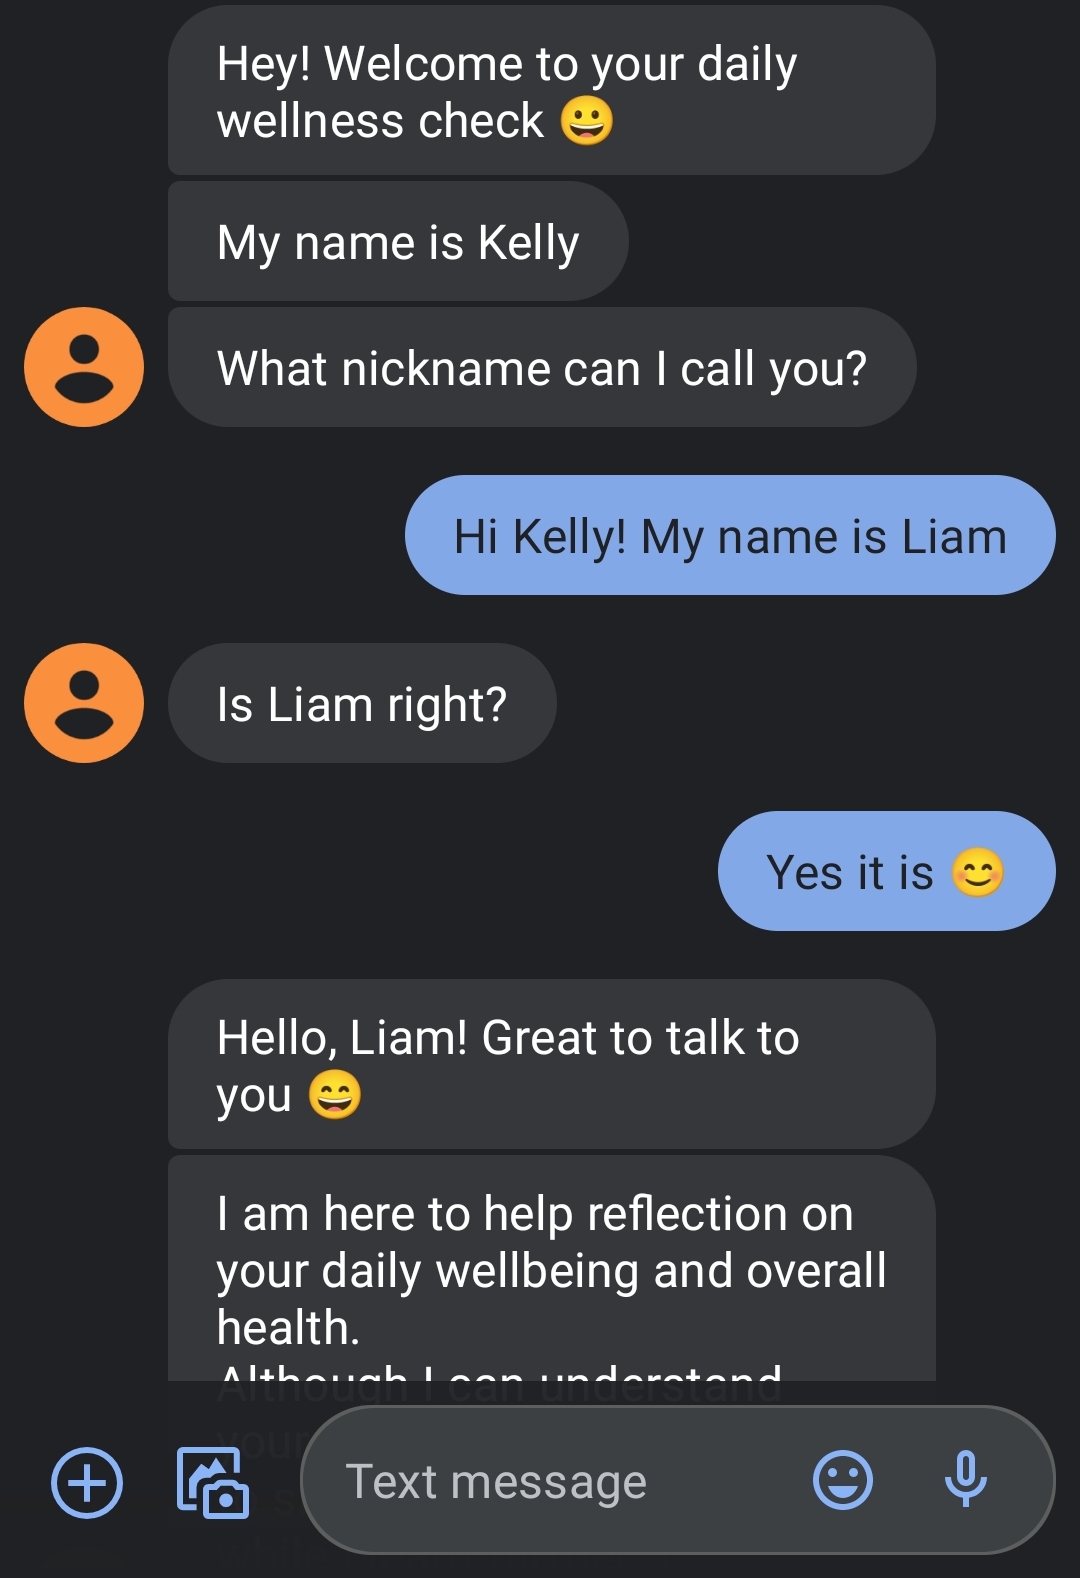 Hey! Welcome to your daily
wellness check 😀
My name is Kelly
What nickname can I call you?
Hi Kelly! My name is Liam
Is Liam right?
Yes it is 😊
Hello, Liam! Great to talk to
you 😄
I am here to help reflection on
your daily wellbeing and overall
health.
Although I can understand
your
Text message